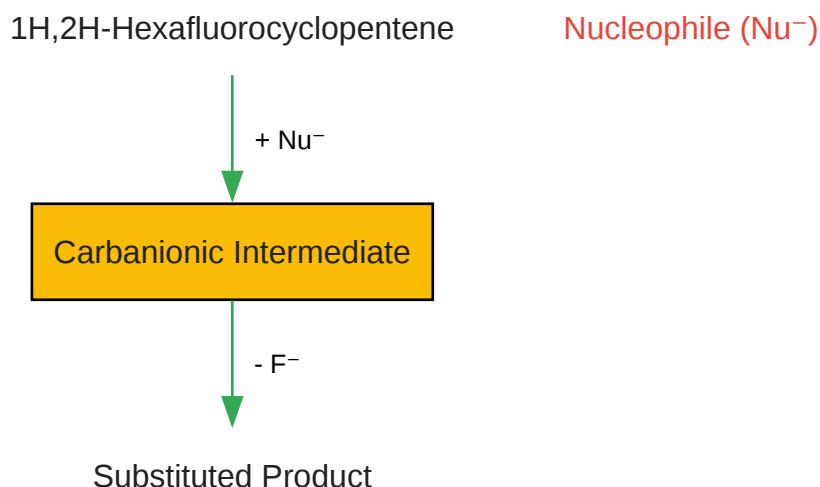 1H,2H-Hexafluorocyclopentene
Nucleophile (Nu⁻)
+ Nu⁻
Carbanionic Intermediate
- F⁻
Substituted Product